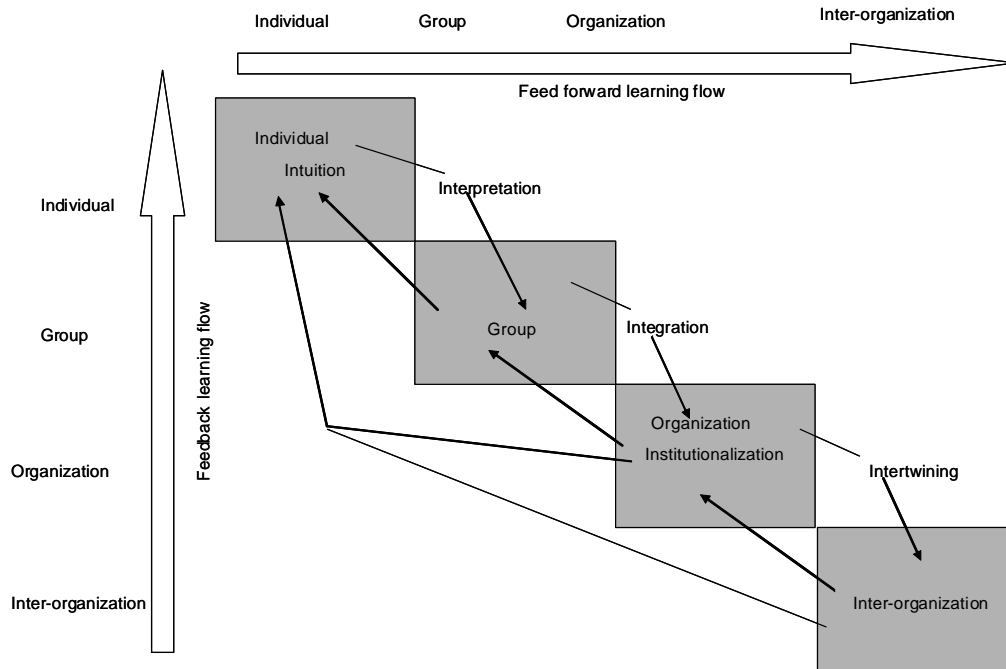 Individual
Group
Organization
Inter-organization
Feed forward learning flow
Individual
Intuition
Interpretation
Individual
Group
Feedback learning flow
Group
Integration
Organization
Institutionalization
Organization
Intertwining
Inter-organization
Inter-organization